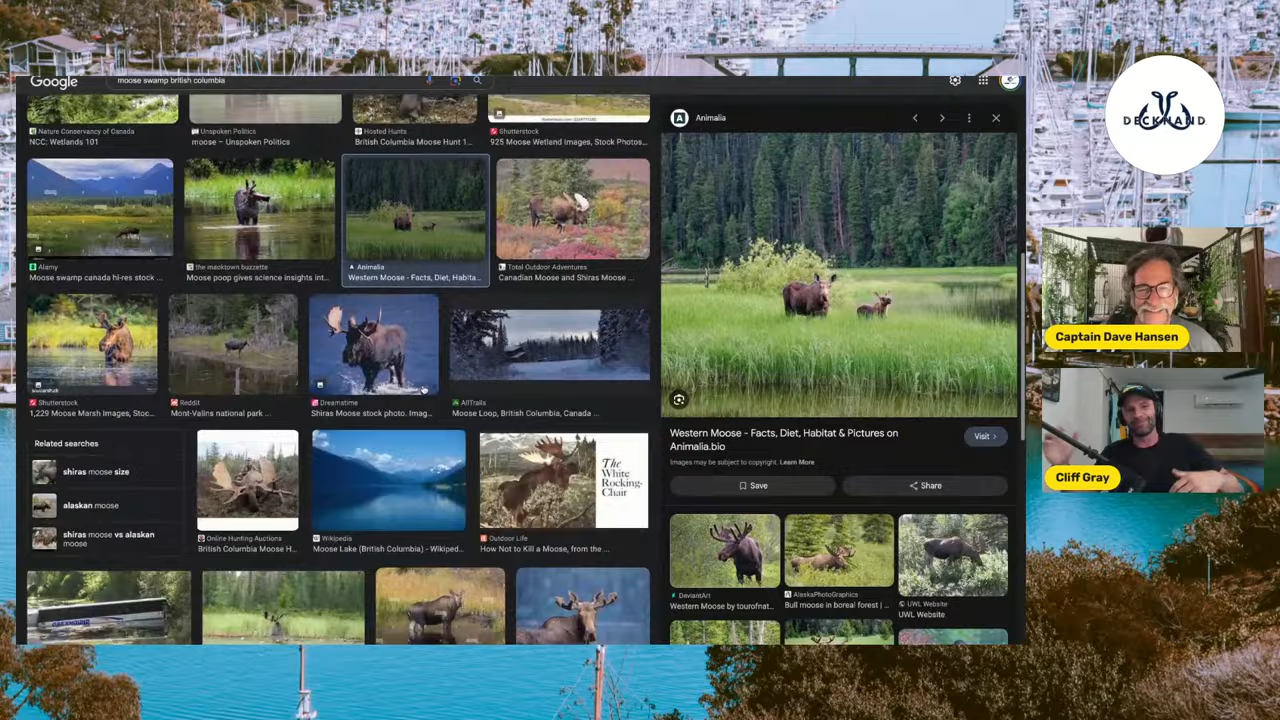 Google
moose swamp british columbia
Nature Conservancy of Canada
NCC: Wetlands 101
Unspoken Politics
moose – Unspoken Politics
Hosted Hunts
British Columbia Moose Hunt 1...
Shutterstock
925 Moose Wetland Images, Stock Photos...
Alamy
Moose swamp canada hi-res stock ...
the macktown buzzette
Moose poop gives science insights int...
Animalia
Western Moose - Facts, Diet, Habita...
Total Outdoor Adventures
Canadian Moose and Shiras Moose ...
Shutterstock
1,229 Moose Marsh Images, Stoc...
Reddit
Mont-Valins national park ...
Dreamstime
Shiras Moose stock photo. Imag...
AllTrails
Moose Loop, British Columbia, Canada ...
Related searches
shiras moose size
alaskan moose
shiras moose vs alaskan
moose
Online Hunting Auctions
British Columbia Moose H...
Wikipedia
Moose Lake (British Columbia) - Wikiped...
The
White
Rocking-
Chair
Outdoor Life
How Not to Kill a Moose, from the ...
A Animalia
Western Moose - Facts, Diet, Habitat & Pictures on
Animalia.bio
Visit
Images may be subject to copyright. Learn More
Save
Share
DeviantArt
Western Moose by tourofnat...
AlaskaPhotoGraphics
Bull moose in boreal forest | ...
UWL Website
UWL Website
DECKHAND
Captain Dave Hansen
Cliff Gray